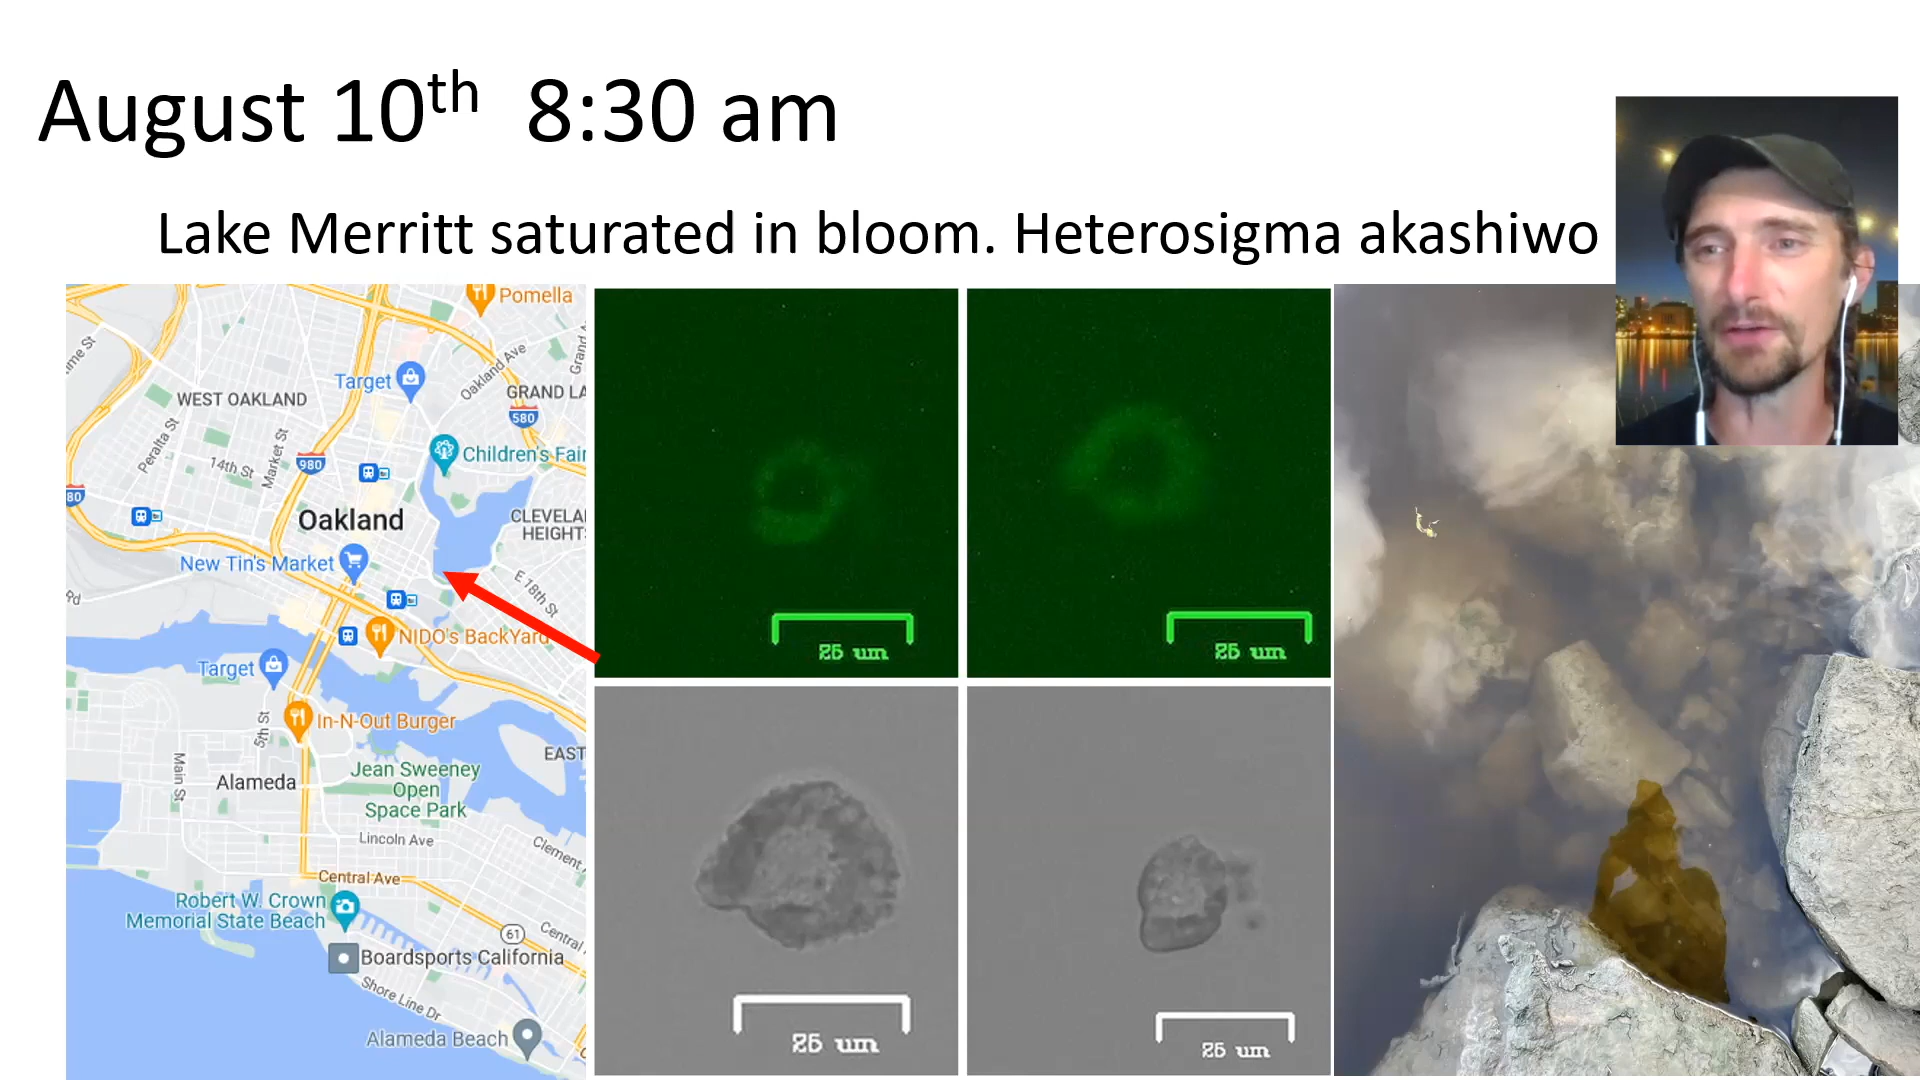 August 10th 8:30 am
Lake Merritt saturated in bloom. Heterosigma akashiwo
Pomella
Grand A
ime St
Oakland Ave
Target
WEST OAKLAND
GRAND LA
580
Peralta St
Market St
14th St
980
Children's Fair
80
Oakland
CLEVELA
HEIGHT
New Tin's Market
E 18th St
Rd
NIDO's BackYard
Target
5th St
In-N-Out Burger
EAST
Main St
Alameda
Jean Sweeney
Open
Space Park
Lincoln Ave
Clement
Central Ave
Robert W. Crown
Memorial State Beach
61
Central
Boardsports California
Shore Line Dr
Alameda Beach
25 um
25 um
25 um
25 um